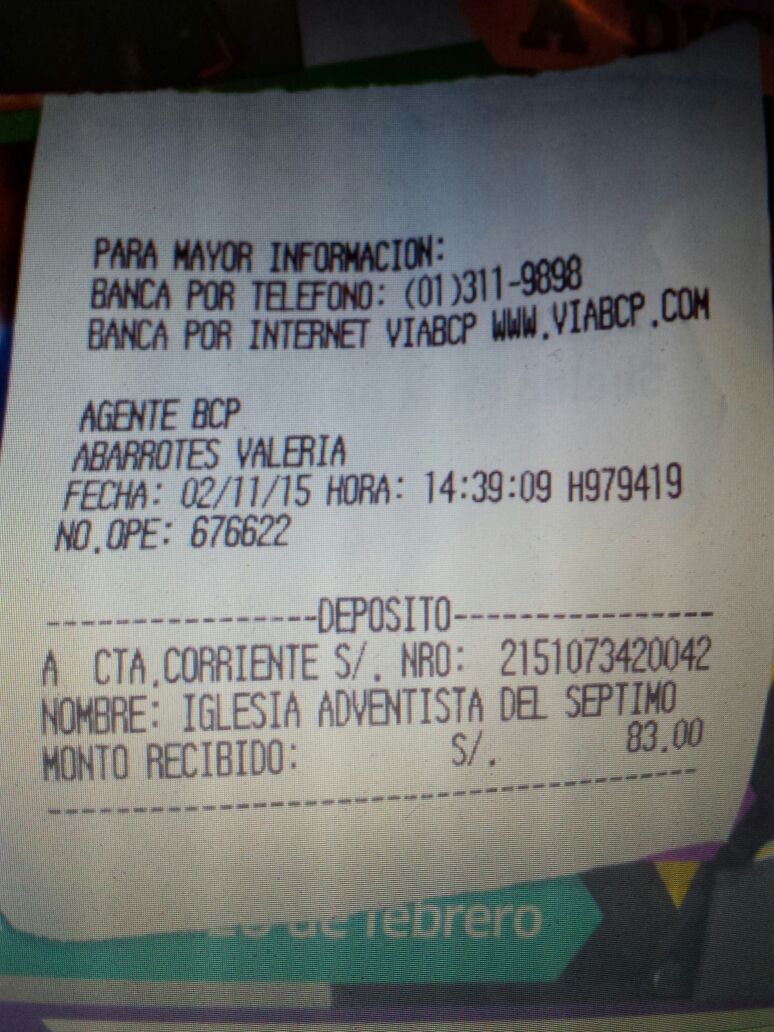 PARA MAYOR INFORMACION:
BANCA POR TELEFONO: (01)311-9898
BANCA POR INTERNET VIABCP WWW.VIABCP.COM
AGENTE BCP
ABARROTES VALERIA
FECHA: 02/11/15 HORA: 14:39:09 H979419
NO.OPE: 676622
----------------DEPOSITO----------------
A CTA.CORRIENTE S/. NRO: 2151073420042
NOMBRE: IGLESIA ADVENTISTA DEL SEPTIMO
MONTO RECIBIDO: S/. 83.00
----------------------------------------
de febrero